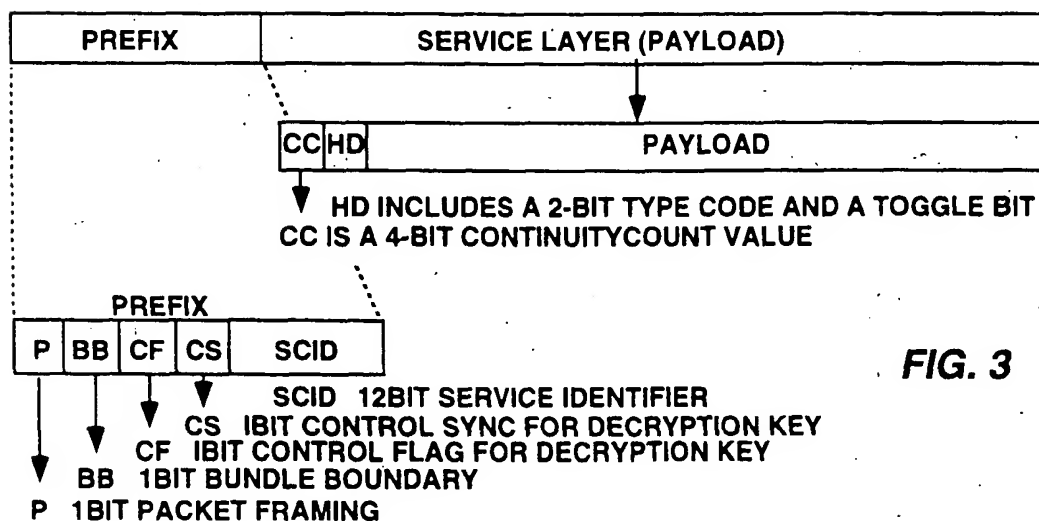 PREFIX SERVICE LAYER (PAYLOAD)
CC HD PAYLOAD
HD INCLUDES A 2-BIT TYPE CODE AND A TOGGLE BIT
CC IS A 4-BIT CONTINUITYCOUNT VALUE
PREFIX
P BB CF CS SCID
FIG. 3
SCID 12BIT SERVICE IDENTIFIER
CS IBIT CONTROL SYNC FOR DECRYPTION KEY
CF IBIT CONTROL FLAG FOR DECRYPTION KEY
BB 1BIT BUNDLE BOUNDARY
P 1BIT PACKET FRAMING